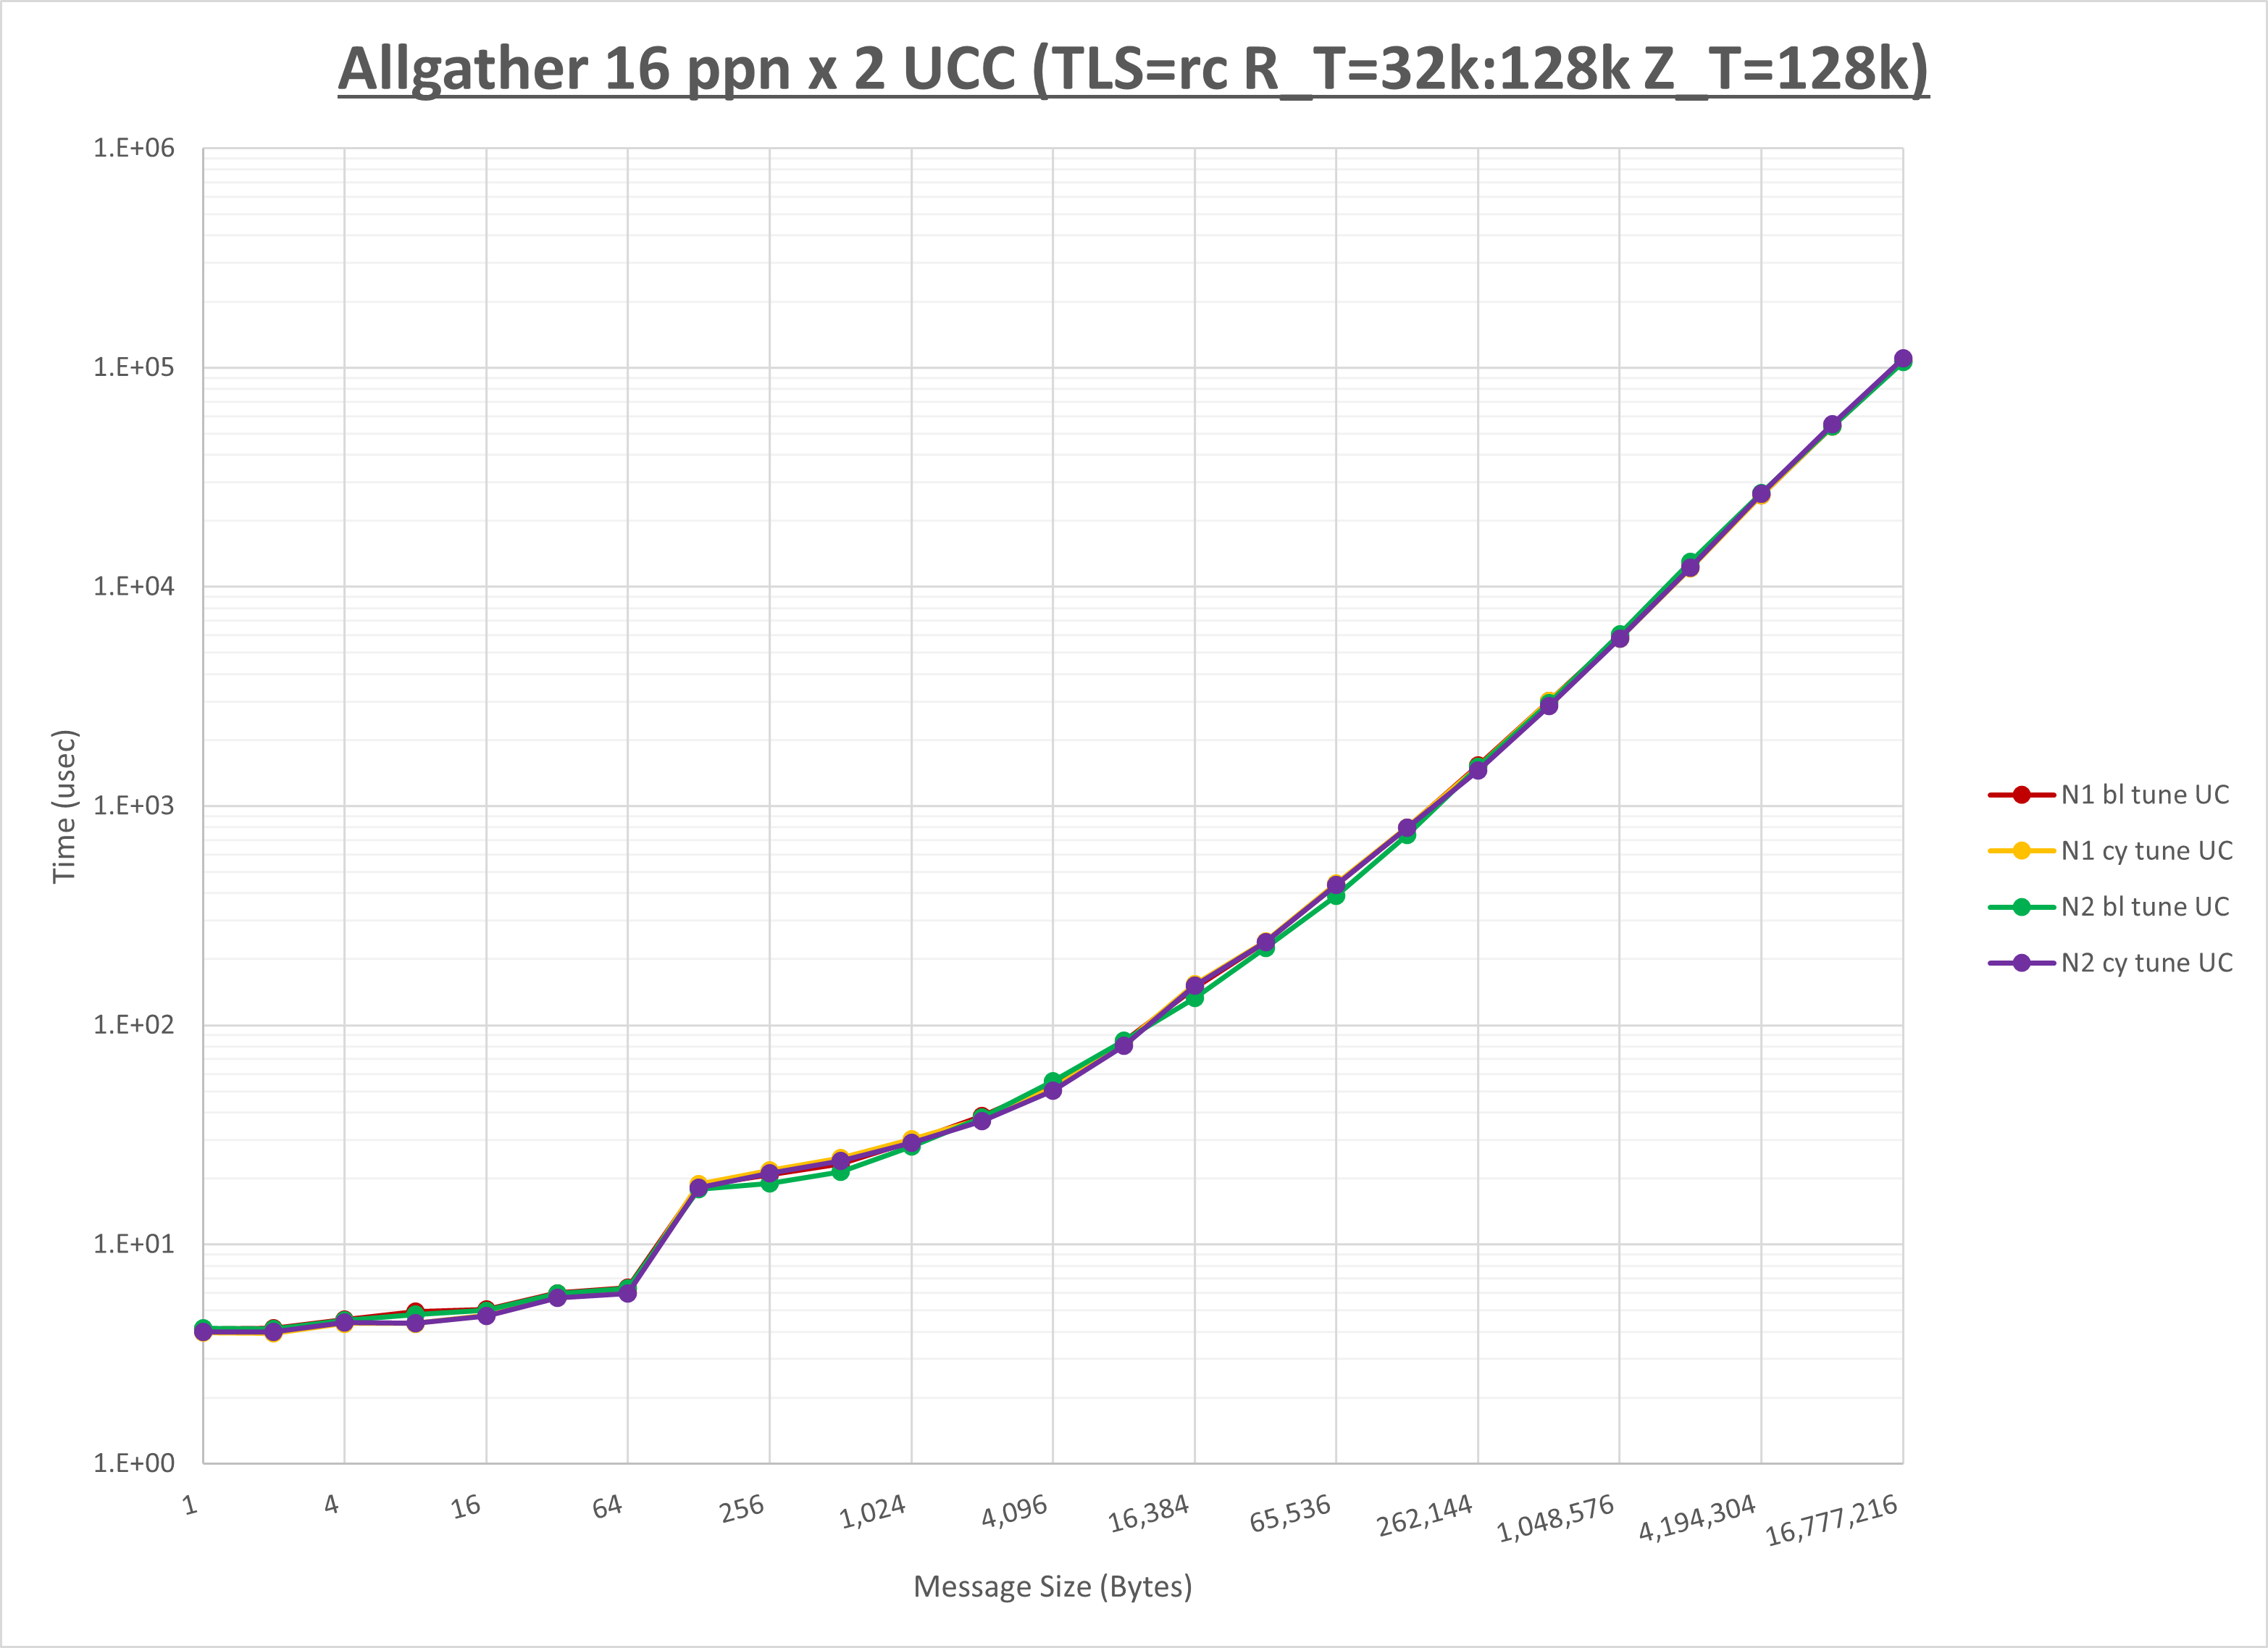 Allgather 16 ppn x 2 UCC (TLS=rc R_T=32k:128k Z_T=128k)
1.E+06
1.E+05
1.E+04
1.E+03
1.E+02
1.E+01
1.E+00
Time (usec)
1 4 16 64 256 1,024 4,096 16,384 65,536 262,144 1,048,576 4,194,304 16,777,216
Message Size (Bytes)
N1 bl tune UC
N1 cy tune UC
N2 bl tune UC
N2 cy tune UC